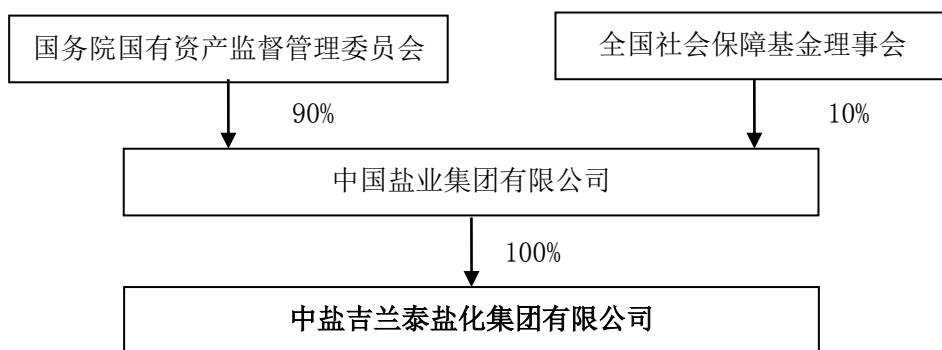 国务院国有资产监督管理委员会
全国社会保障基金理事会
90%
10%
中国盐业集团有限公司
100%
中盐吉兰泰盐化集团有限公司